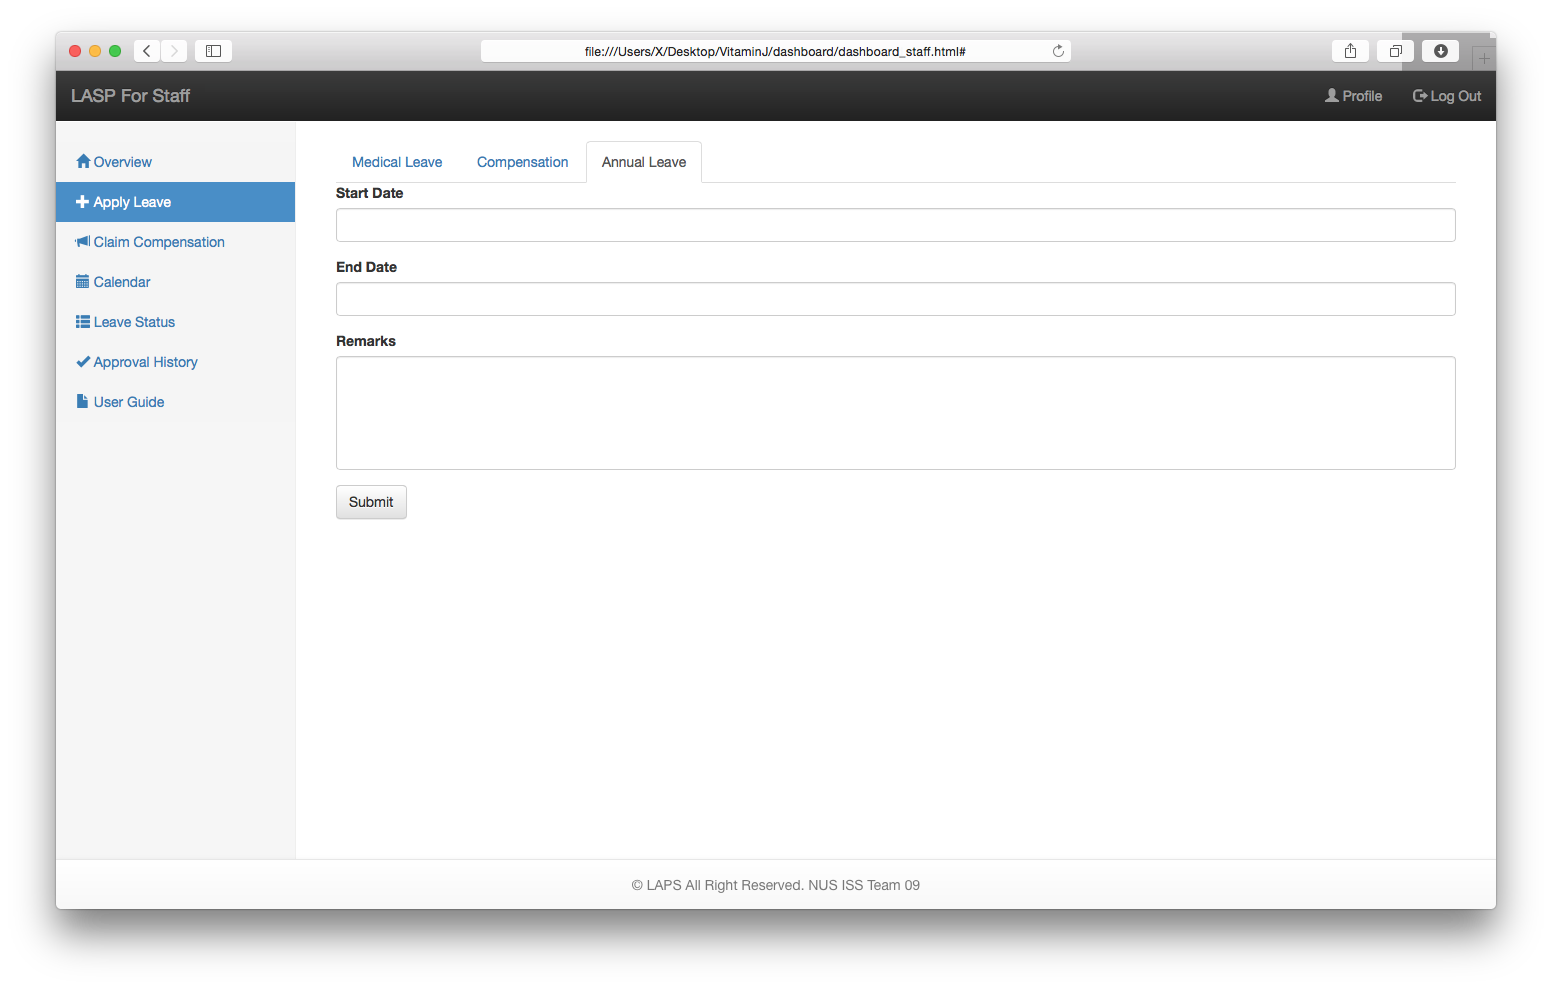 file:///Users/X/Desktop/VitaminJ/dashboard/dashboard_staff.html#
LASP For Staff
Profile
Log Out
Overview
Apply Leave
Claim Compensation
Calendar
Leave Status
Approval History
User Guide
Medical Leave
Compensation
Annual Leave
Start Date
End Date
Remarks
Submit
© LAPS All Right Reserved. NUS ISS Team 09